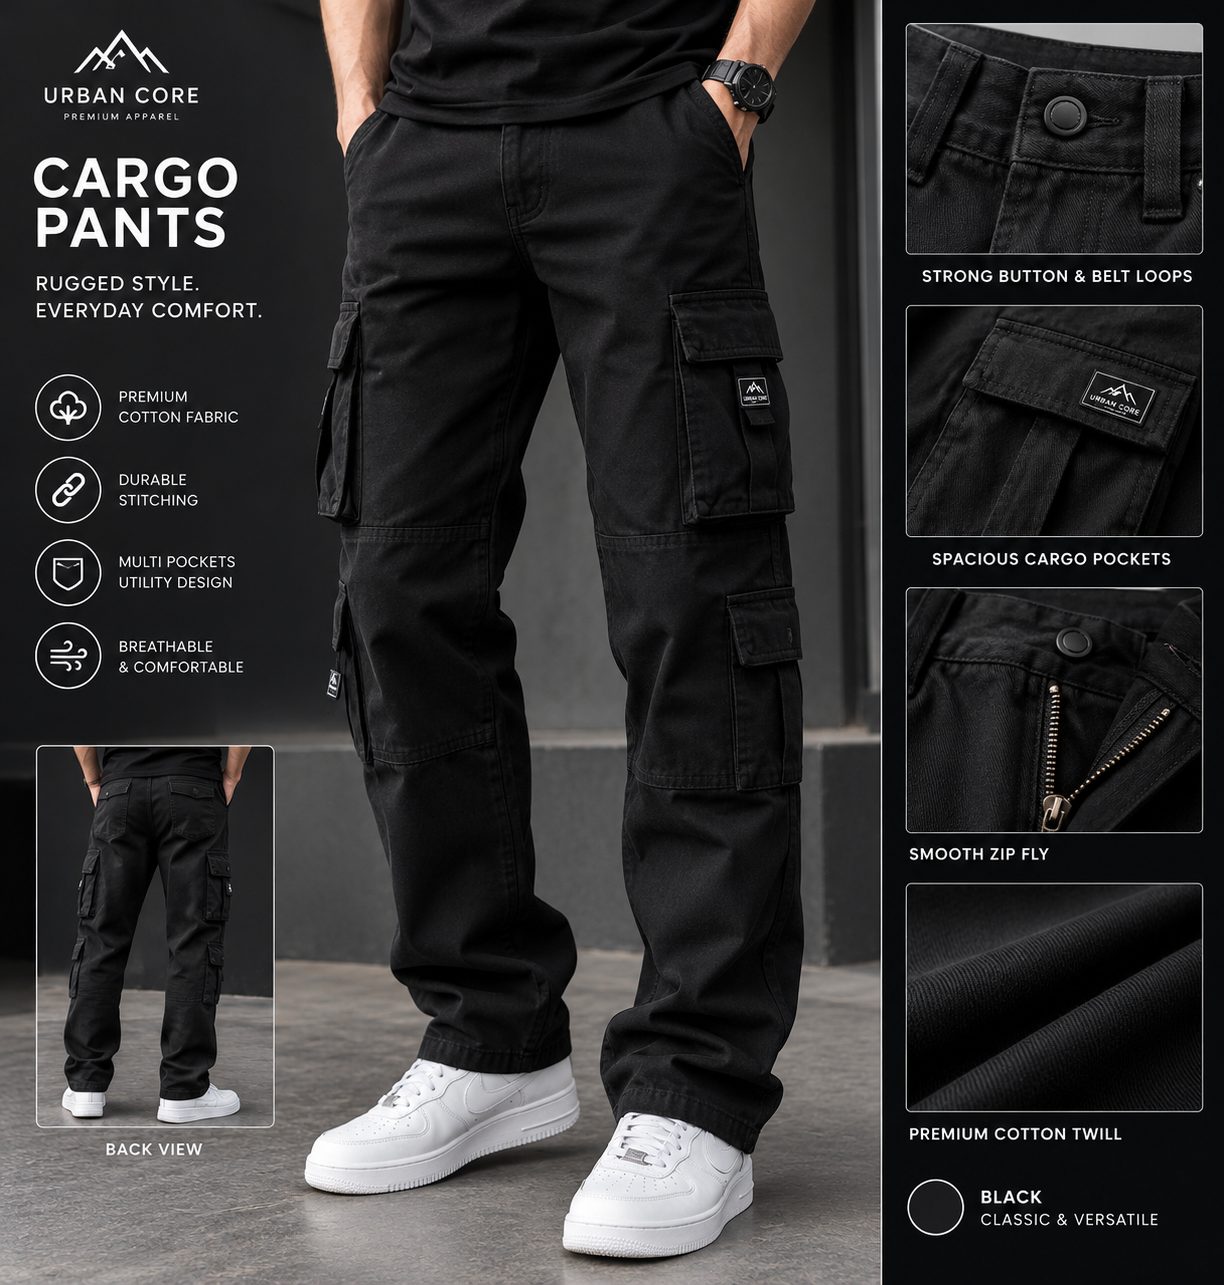 URBAN CORE
PREMIUM APPAREL
CARGO
PANTS
RUGGED STYLE.
EVERYDAY COMFORT.
PREMIUM
COTTON FABRIC
DURABLE
STITCHING
MULTI POCKETS
UTILITY DESIGN
BREATHABLE
& COMFORTABLE
BACK VIEW
URBAN CORE
STRONG BUTTON & BELT LOOPS
URBAN CORE
SPACIOUS CARGO POCKETS
SMOOTH ZIP FLY
PREMIUM COTTON TWILL
BLACK
CLASSIC & VERSATILE